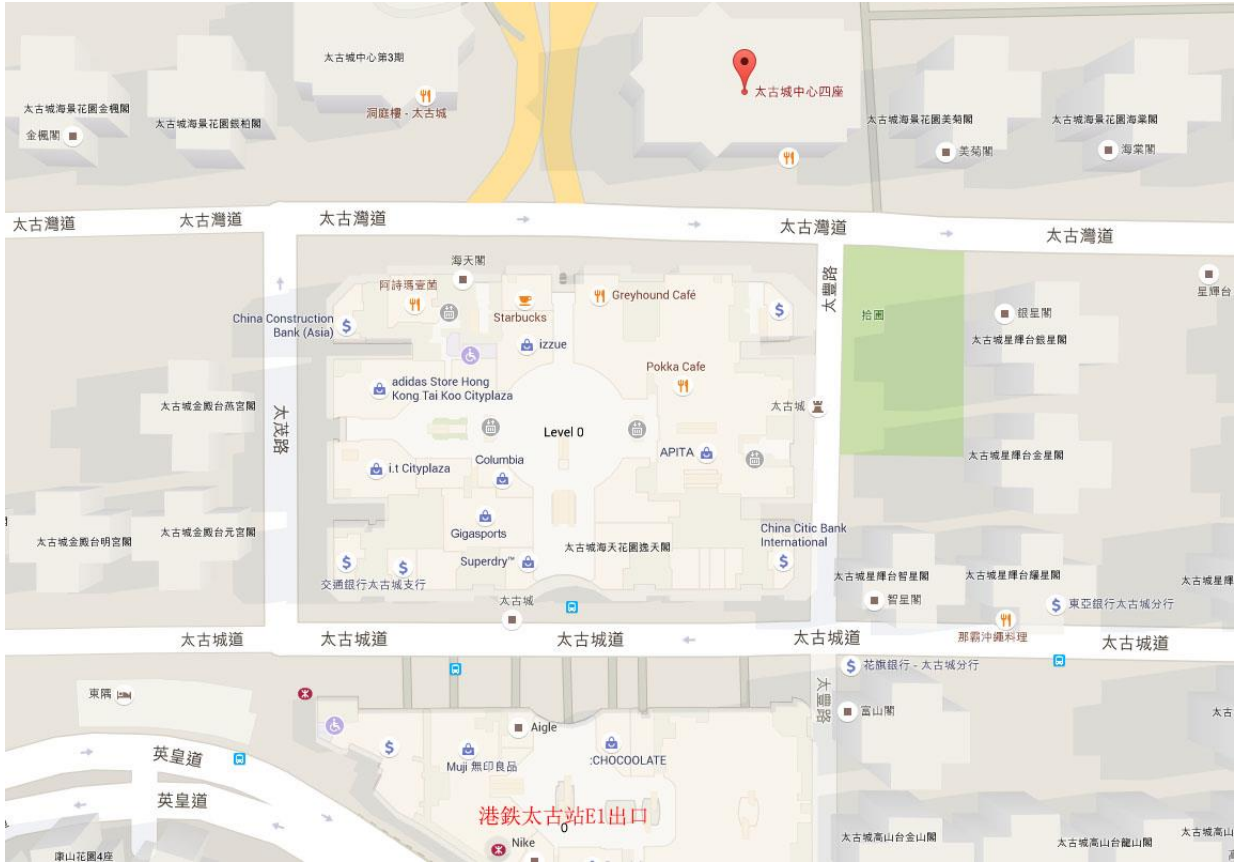 太古城中心第3期
太古城中心四座
太古城海景花園金楓閣
金楓閣
太古城海景花園銀柏閣
洞庭樓 - 太古城
太古城海景花園美菊閣
美菊閣
太古城海景花園海棠閣
海棠閣
太古灣道
太古灣道
太古灣道
太古灣道
太古灣道
海天閣
阿詩瑪壹菌
Starbucks
Greyhound Café
太豐路
拾圃
銀星閣
太古城星輝台銀星閣
星輝台
China Construction
Bank (Asia)
izzue
adidas Store Hong
Kong Tai Koo Cityplaza
Pokka Cafe
太古城金殿台燕宮閣
太茂路
太古城
Level 0
APITA
太古城星輝台金星閣
i.t Cityplaza
Columbia
Gigasports
Superdry™
太古城海天花園逸天閣
China Citic Bank
International
太古城金殿台明宮閣
太古城金殿台元宮閣
交通銀行太古城支行
太古城
太古城星輝台智星閣
智星閣
太古城星輝台耀星閣
東亞銀行太古城分行
那霸沖繩料理
太古城星輝
太古城道
太古城道
太古城道
太古城道
太古城道
花旗銀行 - 太古城分行
太豐路
富山閣
太古
東隅
Aigle
Muji 無印良品
:CHOCOOLATE
英皇道
英皇道
港鉄太古站E1出口
0
Nike
康山花園4座
太古城高山台金山閣
太古城高山台龍山閣
太古城高山